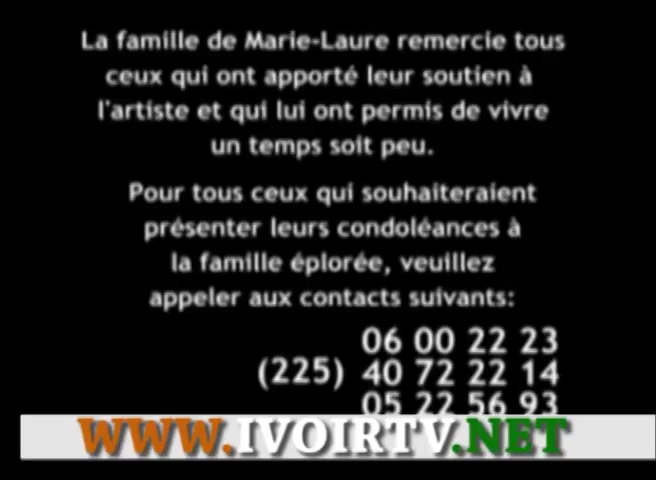 La famille de Marie-Laure remercie tous
ceux qui ont apporté leur soutien à
l'artiste et qui lui ont permis de vivre
un temps soit peu.
Pour tous ceux qui souhaiteraient
présenter leurs condoléances à
la famille éplorée, veuillez
appeler aux contacts suivants:
06 00 22 23
(225) 40 72 22 14
05 22 56 93
WWW.IVOIRTV.NET